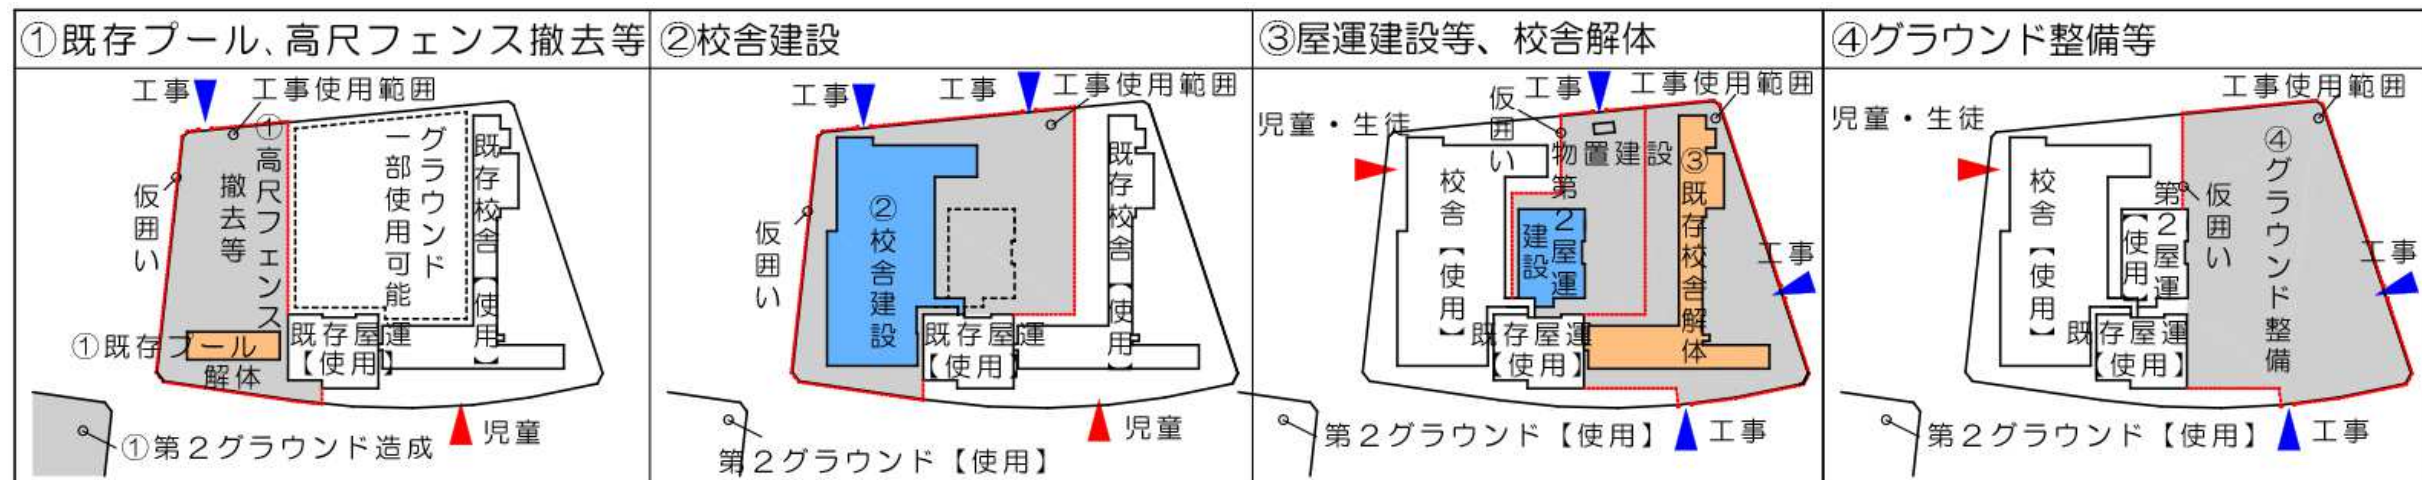 ①既存プール、高尺フェンス撤去等
工事
工事使用範囲
①高尺フェンス
撤去等
グラウンド
一部使用可能
既存校舎【使用】
仮囲い
①既存プール
解体
既存屋運
【使用】
①第2グラウンド造成
児童
②校舎建設
工事
工事
工事使用範囲
②校舎建設
既存校舎【使用】
仮囲い
既存屋運
【使用】
児童
第2グラウンド【使用】
③屋運建設等、校舎解体
工事
工事使用範囲
仮囲い
児童・生徒
物置建設
校舎【使用】
第2屋運
建設
③既存校舎解体
工事
既存屋運
【使用】
第2グラウンド【使用】
工事
④グラウンド整備等
工事使用範囲
児童・生徒
校舎【使用】
第2屋運
【使用】
仮囲い
④グラウンド整備
工事
既存屋運
【使用】
第2グラウンド【使用】
工事